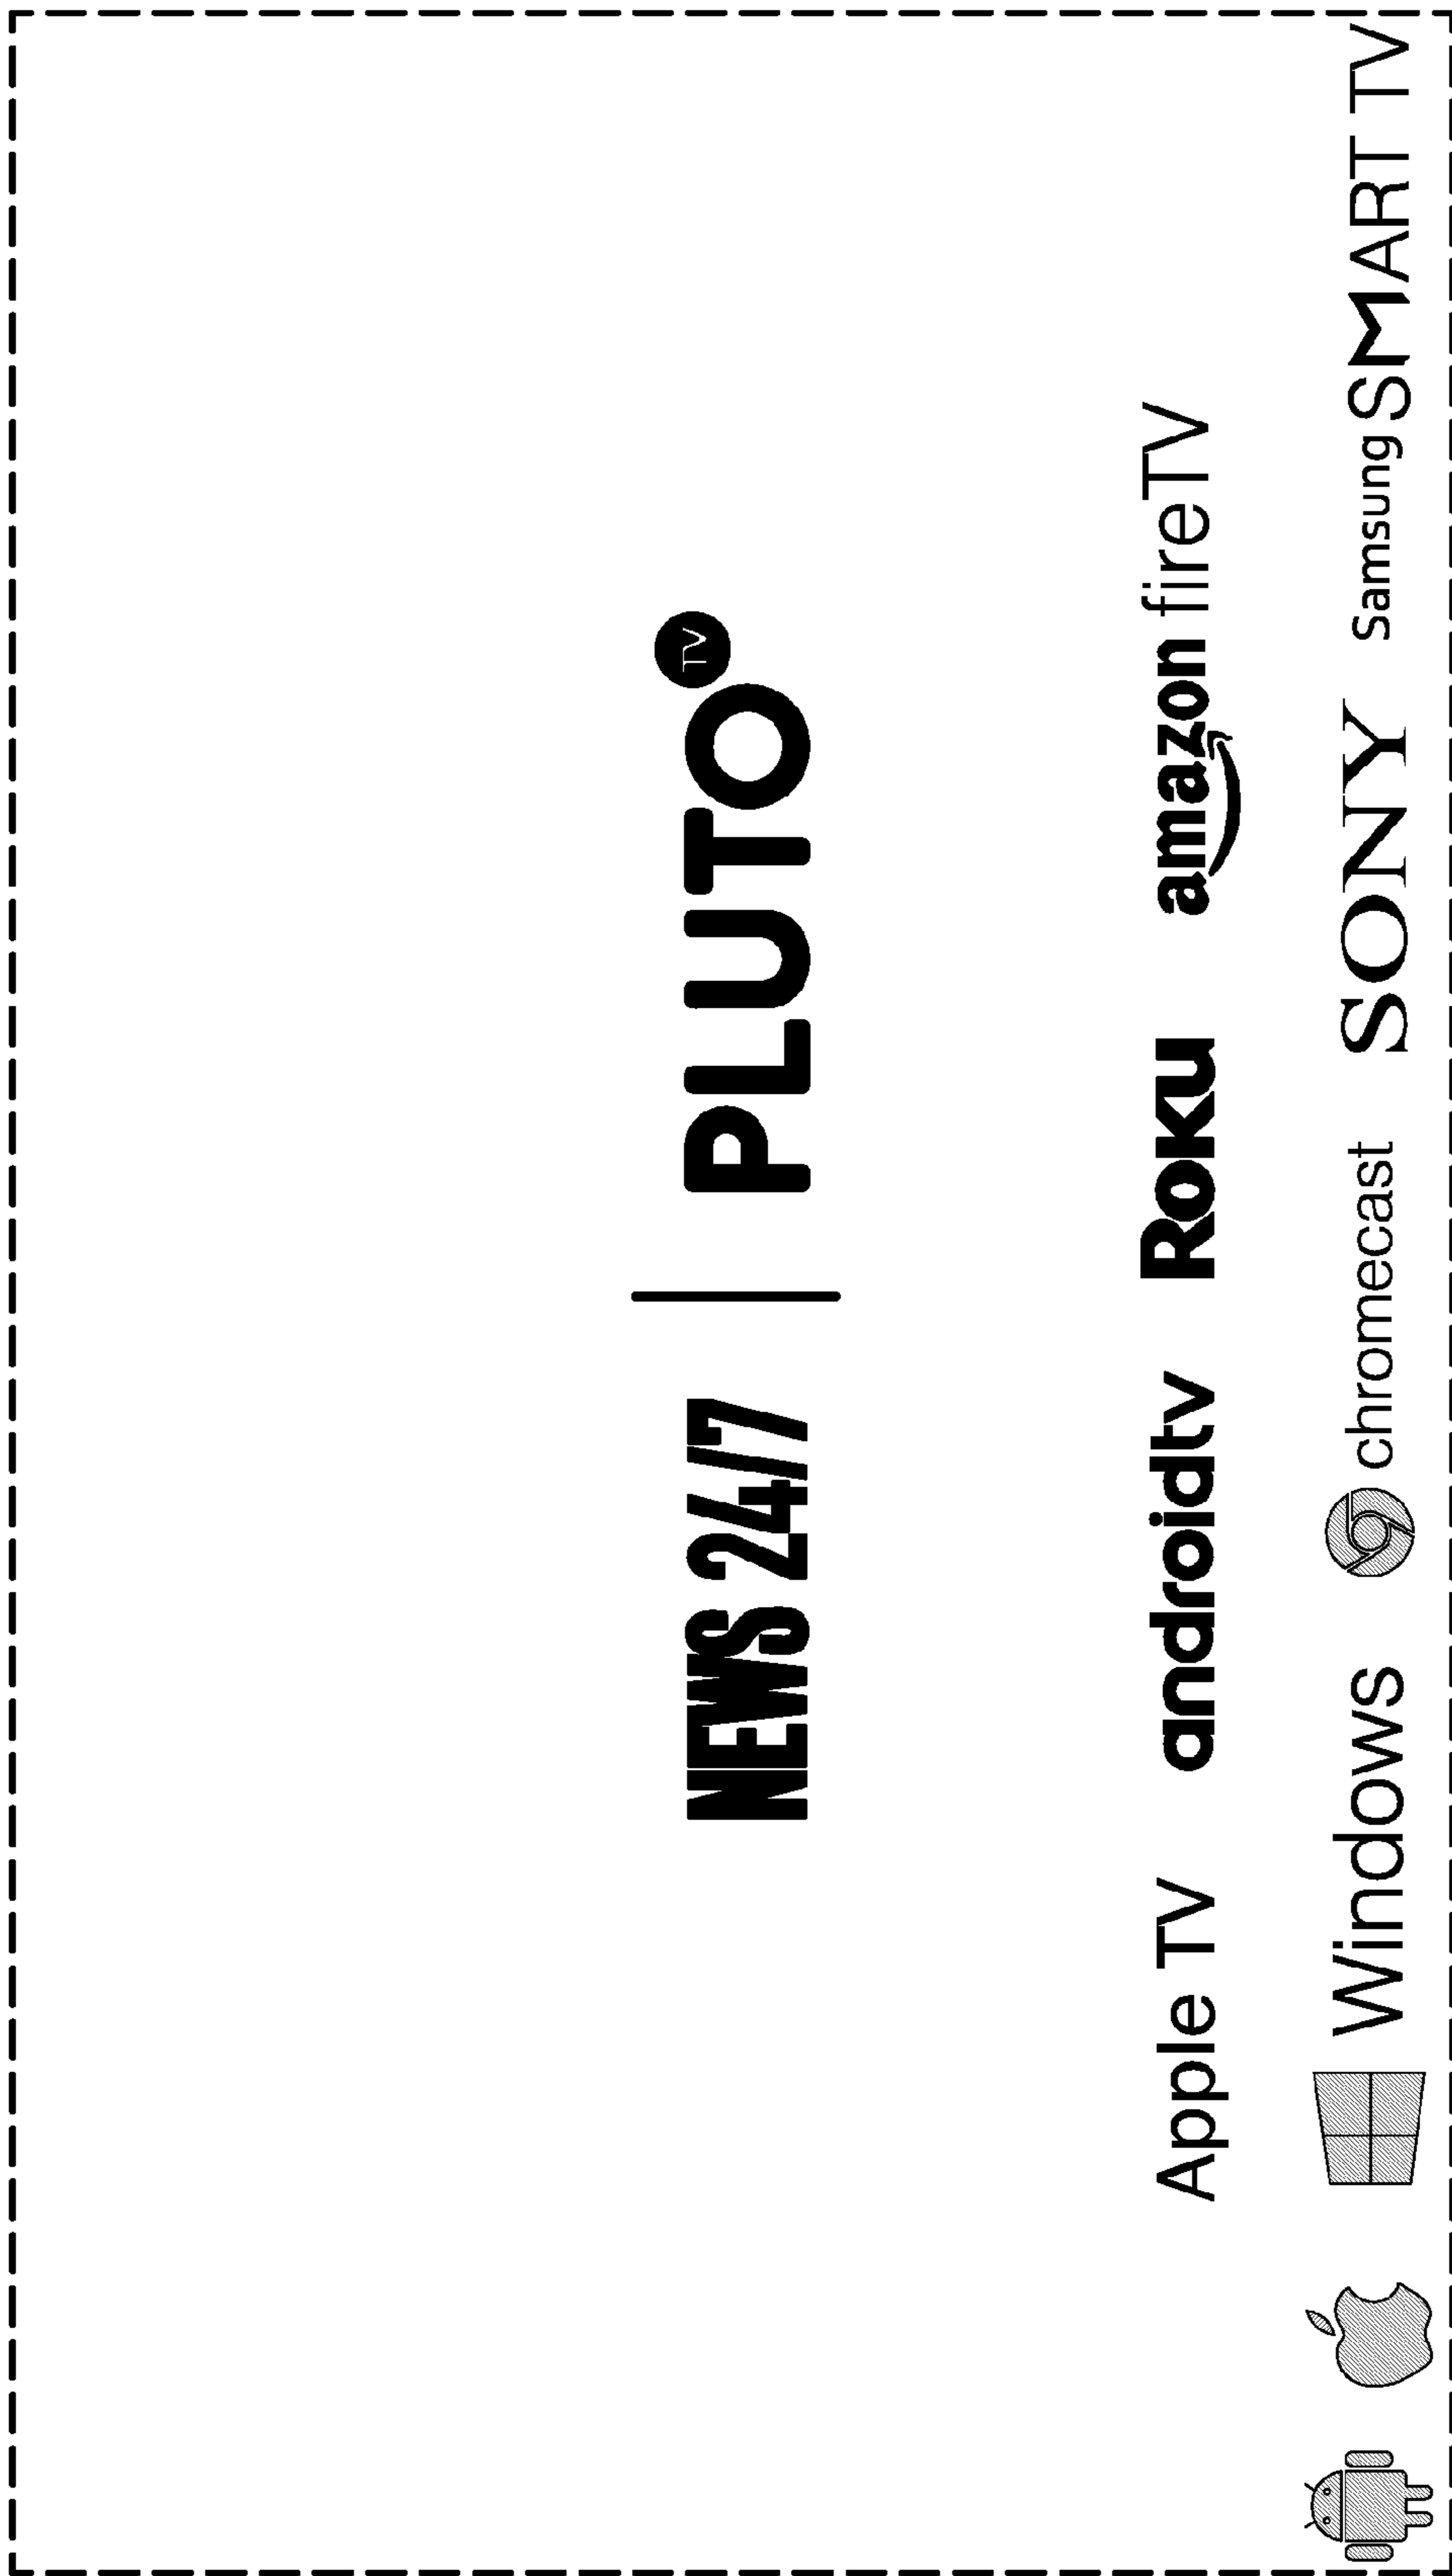 NEWS 24/7 | PLUTO TV
Apple TV androidtv Roku amazon fireTV
Windows chromecast SONY Samsung SMART TV